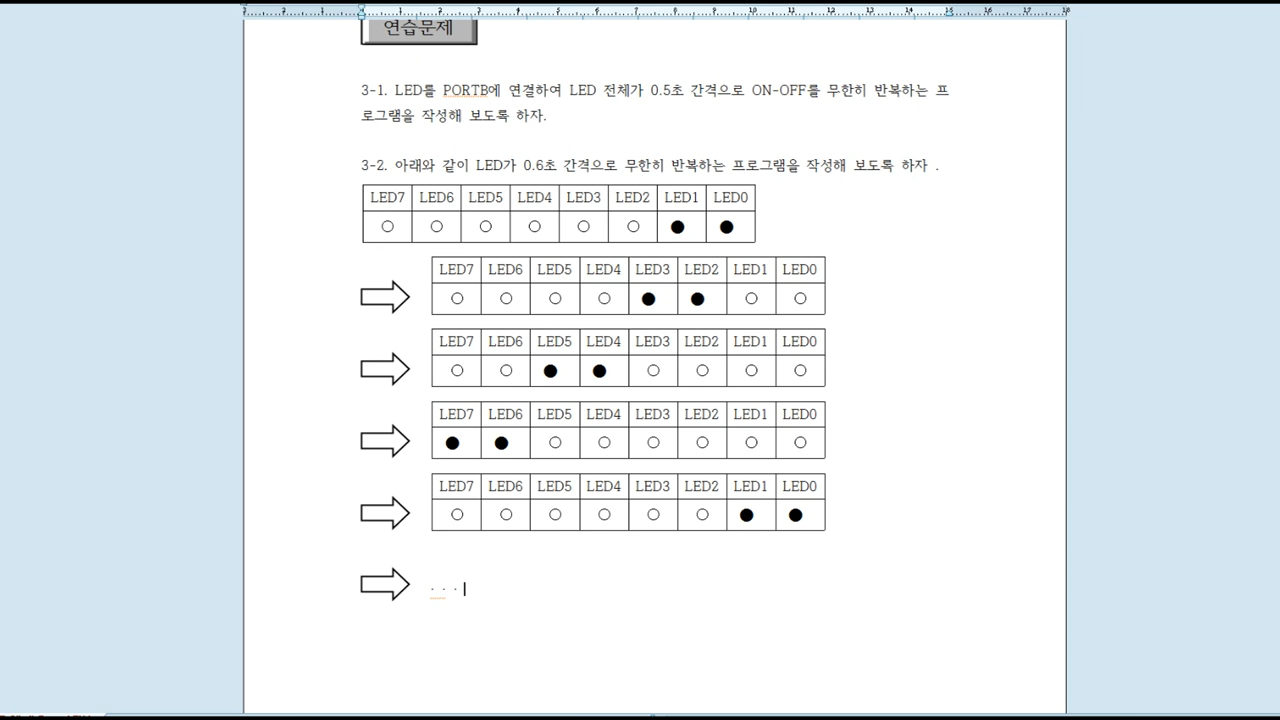 연습문제
3-1. LED를 PORTB에 연결하여 LED 전체가 0.5초 간격으로 ON-OFF를 무한히 반복하는 프
로그램을 작성해 보도록 하자.
3-2. 아래와 같이 LED가 0.6초 간격으로 무한히 반복하는 프로그램을 작성해 보도록 하자 .
LED7 LED6 LED5 LED4 LED3 LED2 LED1 LED0
○ ○ ○ ○ ○ ○ ● ●
LED7 LED6 LED5 LED4 LED3 LED2 LED1 LED0
○ ○ ○ ○ ● ● ○ ○
LED7 LED6 LED5 LED4 LED3 LED2 LED1 LED0
○ ○ ● ● ○ ○ ○ ○
LED7 LED6 LED5 LED4 LED3 LED2 LED1 LED0
● ● ○ ○ ○ ○ ○ ○
LED7 LED6 LED5 LED4 LED3 LED2 LED1 LED0
○ ○ ○ ○ ○ ○ ● ●
· · ·